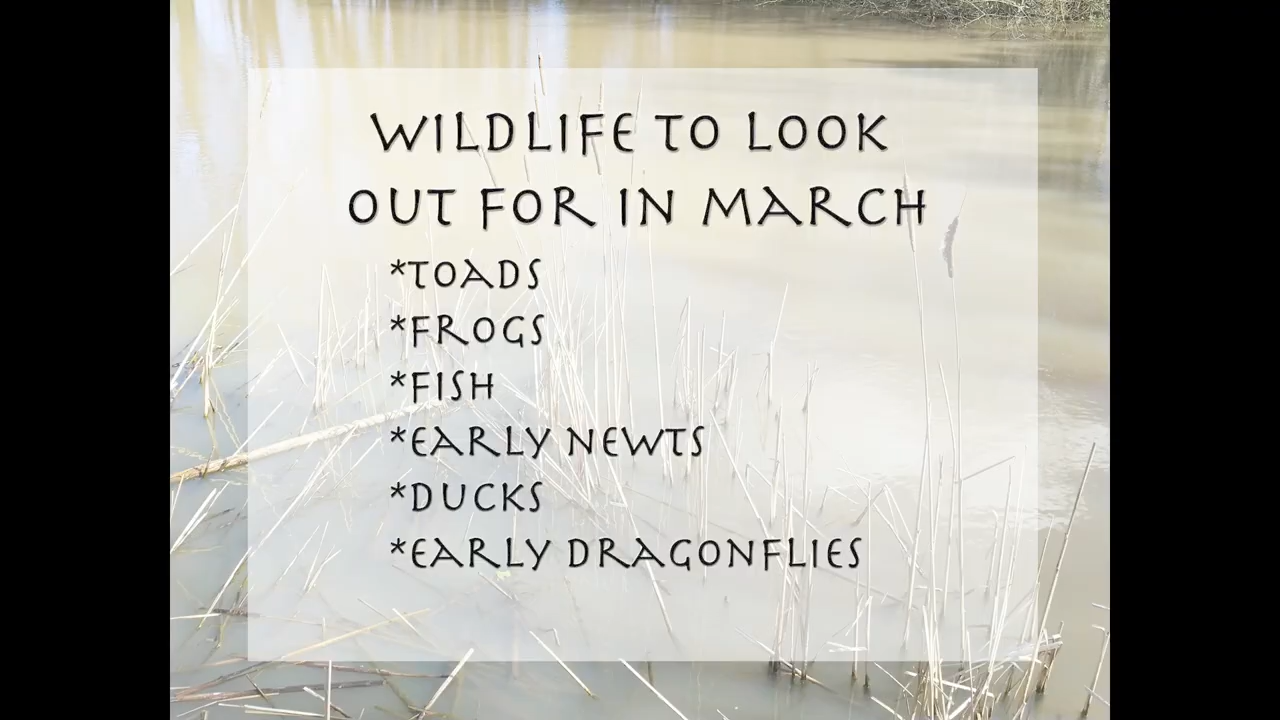 WILDLIFE TO LOOK
OUT FOR IN MARCH
*TOADS
*FROGS
*FISH
*EARLY NEWTS
*DUCKS
*EARLY DRAGONFLIES